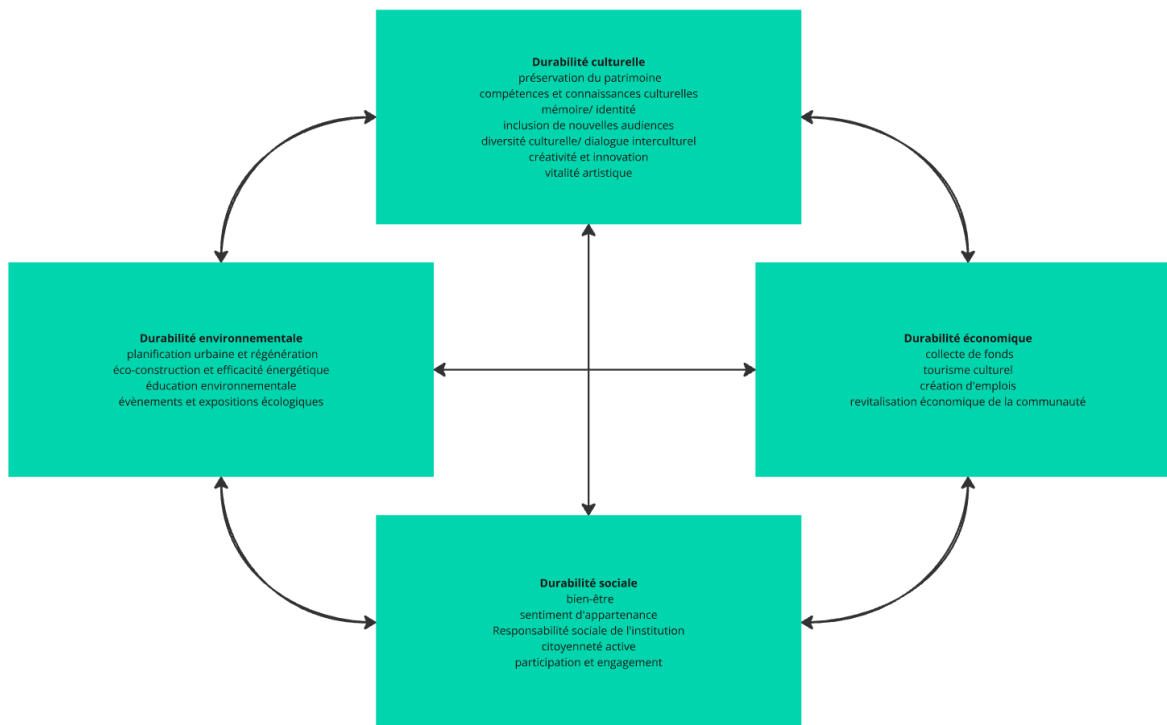 Durabilité culturelle
préservation du patrimoine
compétences et connaissances culturelles
mémoire/ identité
inclusion de nouvelles audiences
diversité culturelle/ dialogue interculturel
créativité et innovation
vitalité artistique
Durabilité environnementale
planification urbaine et régénération
éco-construction et efficacité énergétique
éducation environmentale
évènements et expositions écologiques
Durabilité économique
collecte de fonds
tourisme culturel
création d'emplois
revitalisation économique de la communauté
Durabilité sociale
bien-être
sentiment d'appartenance
Responsabilité sociale de l'institution
citoyenneté active
participation et engagement